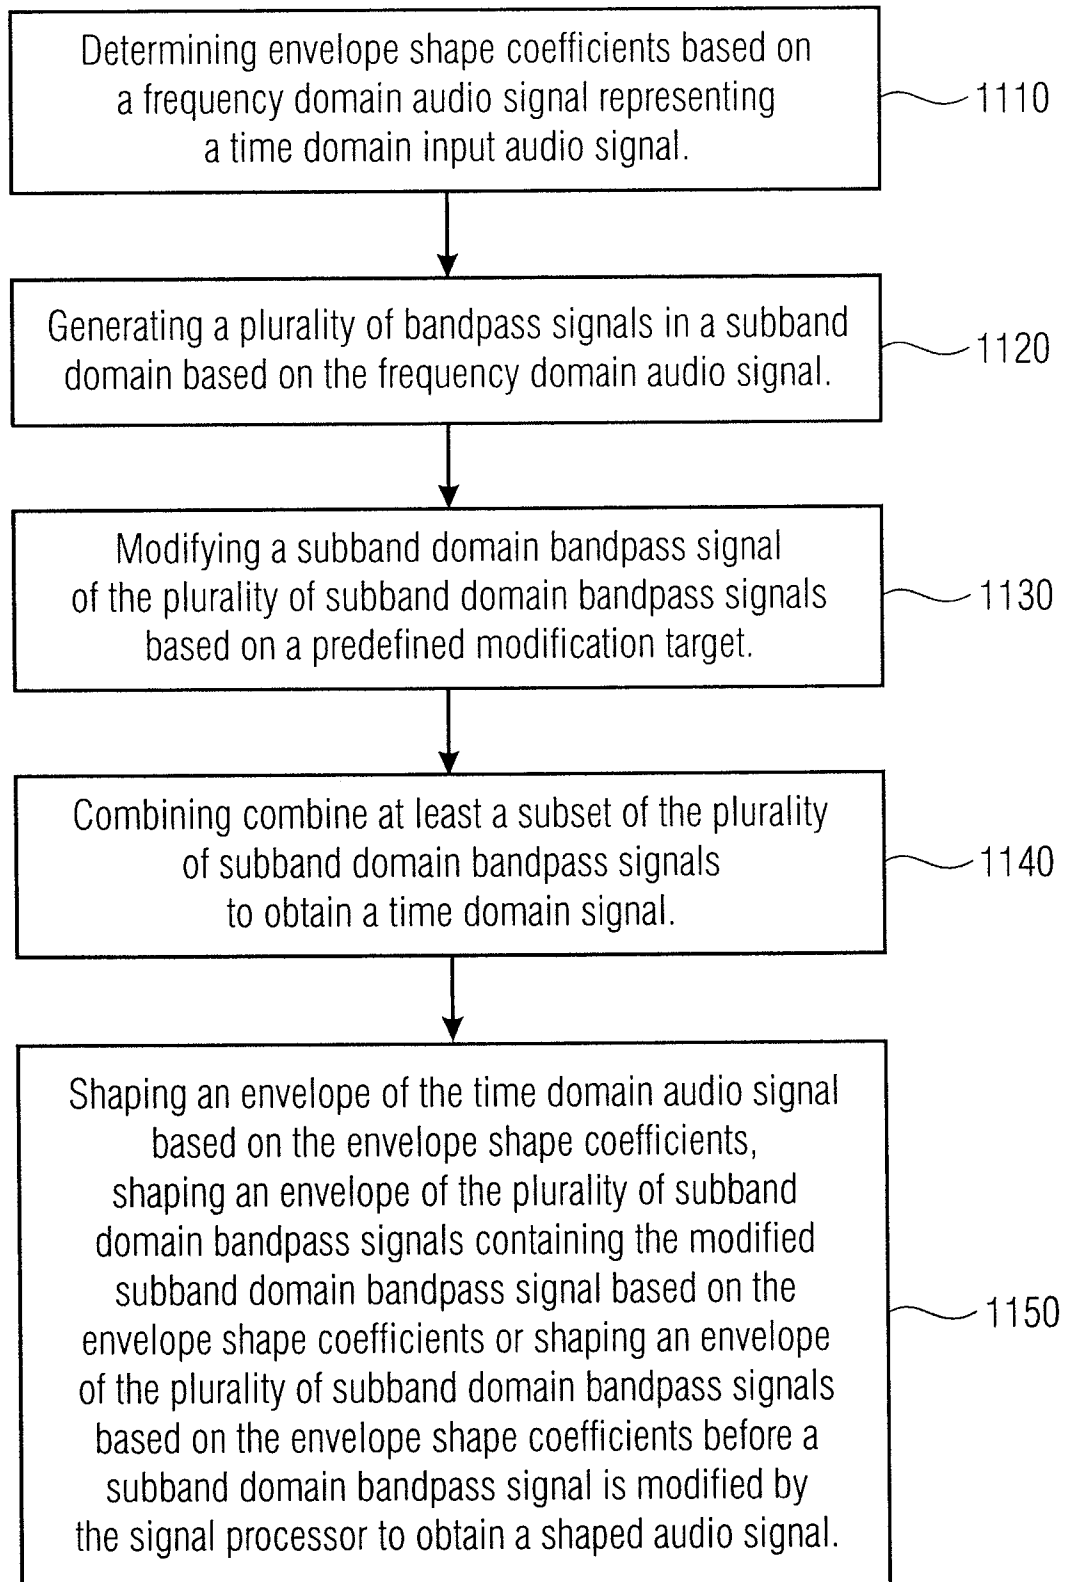 Determining envelope shape coefficients based on
a frequency domain audio signal representing
a time domain input audio signal.
1110
Generating a plurality of bandpass signals in a subband
domain based on the frequency domain audio signal.
1120
Modifying a subband domain bandpass signal
of the plurality of subband domain bandpass signals
based on a predefined modification target.
1130
Combining combine at least a subset of the plurality
of subband domain bandpass signals
to obtain a time domain signal.
1140
Shaping an envelope of the time domain audio signal
based on the envelope shape coefficients,
shaping an envelope of the plurality of subband
domain bandpass signals containing the modified
subband domain bandpass signal based on the
envelope shape coefficients or shaping an envelope
of the plurality of subband domain bandpass signals
based on the envelope shape coefficients before a
subband domain bandpass signal is modified by
the signal processor to obtain a shaped audio signal.
1150